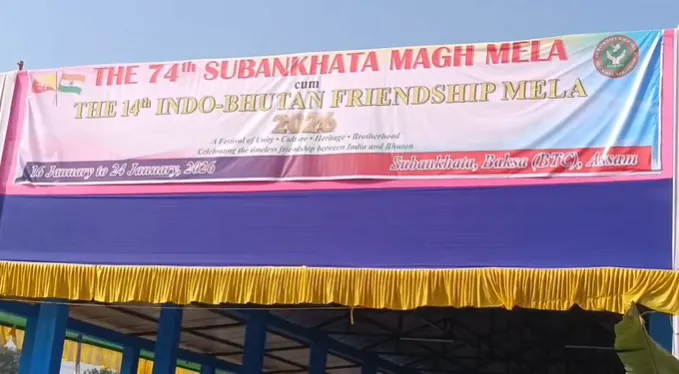 THE 74th SUBANKHATA MAGH MELA
cum
THE 14th INDO-BHUTAN FRIENDSHIP MELA
2026
A Festival of Unity • Culture • Heritage • Brotherhood
Celebrating the timeless friendship between India and Bhutan
16 January to 24 January, 2026
Subankhata, Baksa (BTC), Assam